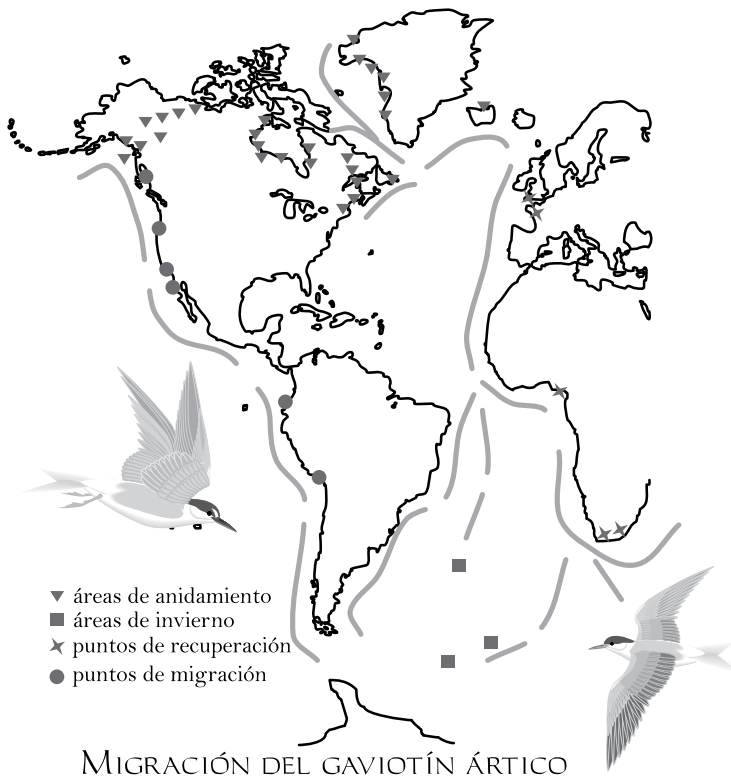 áreas de anidamiento
áreas de invierno
puntos de recuperación
puntos de migración
MIGRACIÓN DEL GAVIOTÍN ÁRTICO